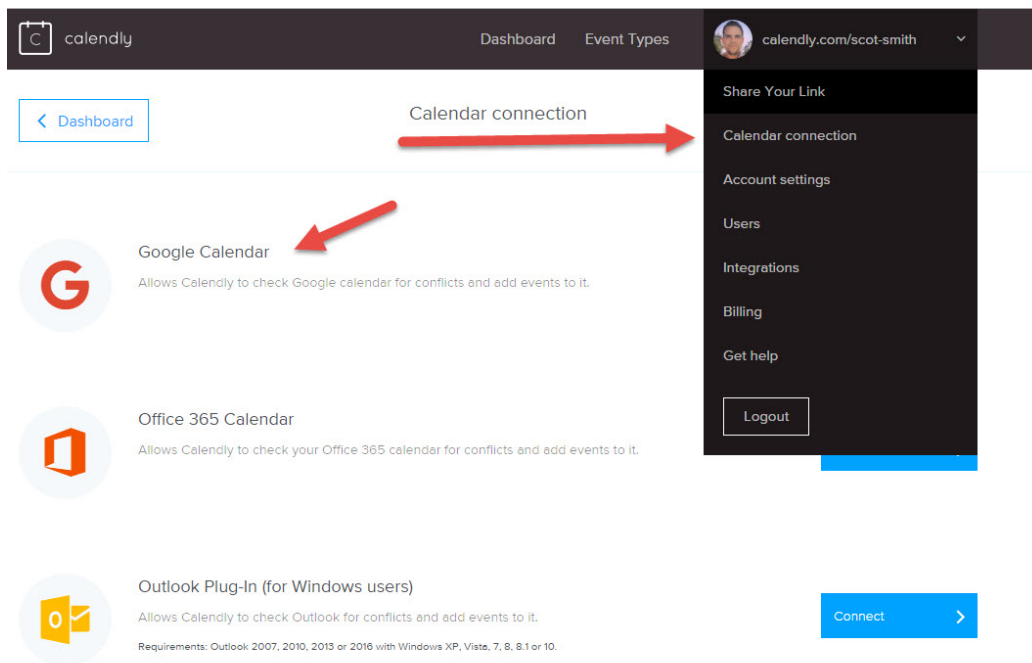 C calendly
Dashboard Event Types calendly.com/scot-smith
Dashboard
Calendar connection
Share Your Link
Calendar connection
Account settings
Users
Integrations
Billing
Get help
Logout
Google Calendar
Allows Calendly to check Google calendar for conflicts and add events to it.
Office 365 Calendar
Allows Calendly to check your Office 365 calendar for conflicts and add events to it.
Outlook Plug-In (for Windows users)
Allows Calendly to check Outlook for conflicts and add events to it.
Requirements: Outlook 2007, 2010, 2013 or 2016 with Windows XP, Vista, 7, 8, 8.1 or 10.
Connect